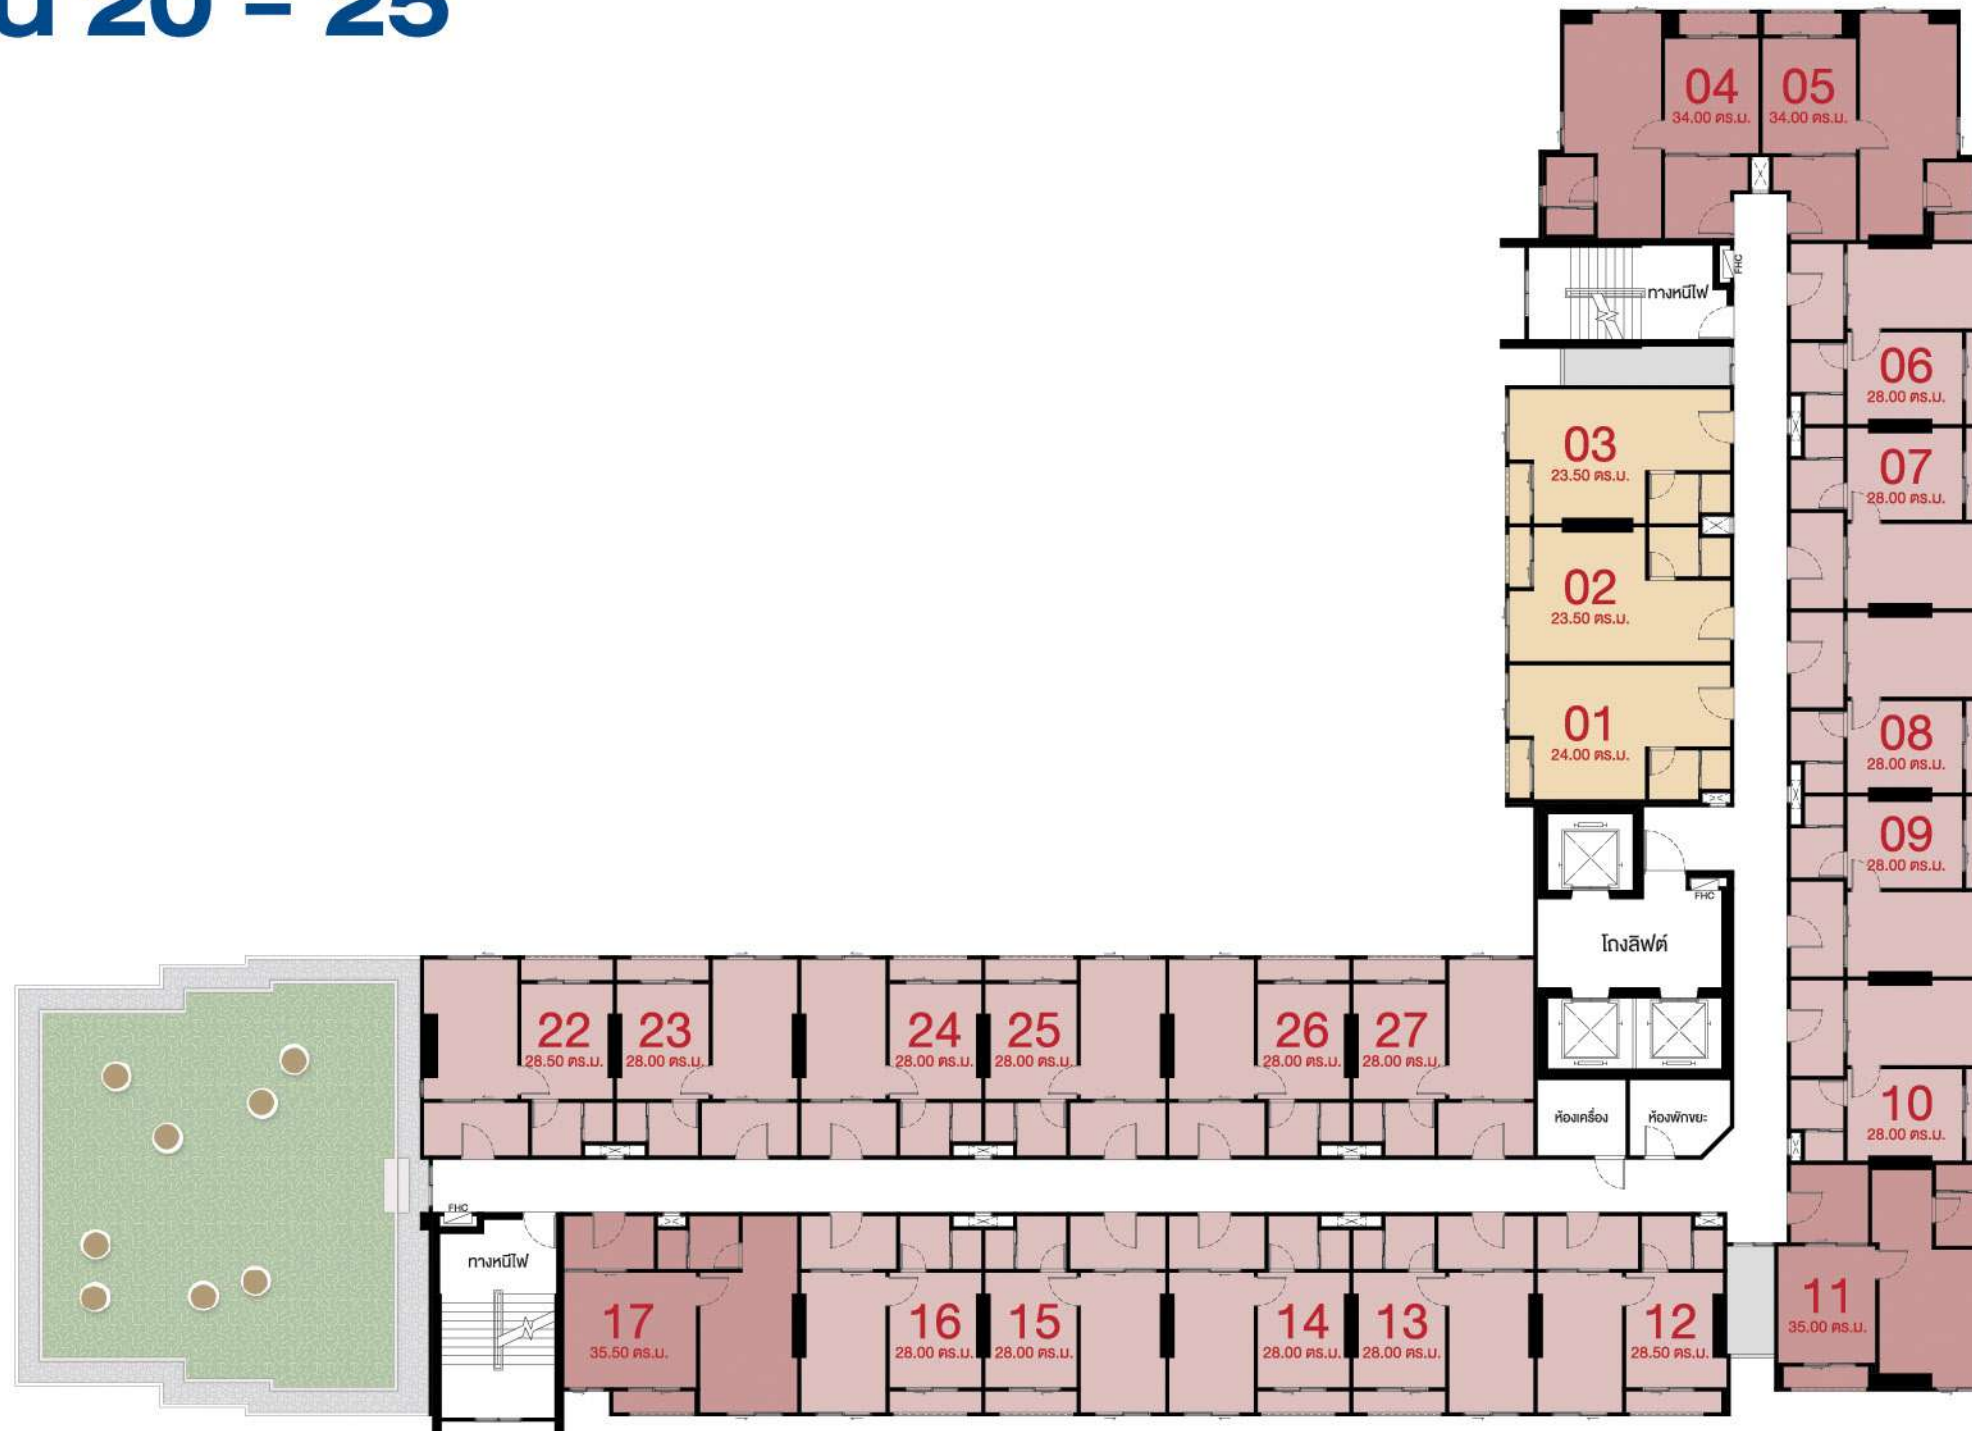 20 - 25
04
34.00 ตร.ม.
05
34.00 ตร.ม.
FHC
ทางหนีไฟ
06
28.00 ตร.ม.
03
23.50 ตร.ม.
07
28.00 ตร.ม.
02
23.50 ตร.ม.
01
24.00 ตร.ม.
08
28.00 ตร.ม.
09
28.00 ตร.ม.
FHC
โถงลิฟต์
22
28.50 ตร.ม.
23
28.00 ตร.ม.
24
28.00 ตร.ม.
25
28.00 ตร.ม.
26
28.00 ตร.ม.
27
28.00 ตร.ม.
ห้องเครื่อง
ห้องพักขยะ
10
28.00 ตร.ม.
FHC
ทางหนีไฟ
17
35.50 ตร.ม.
16
28.00 ตร.ม.
15
28.00 ตร.ม.
14
28.00 ตร.ม.
13
28.00 ตร.ม.
12
28.50 ตร.ม.
11
35.00 ตร.ม.